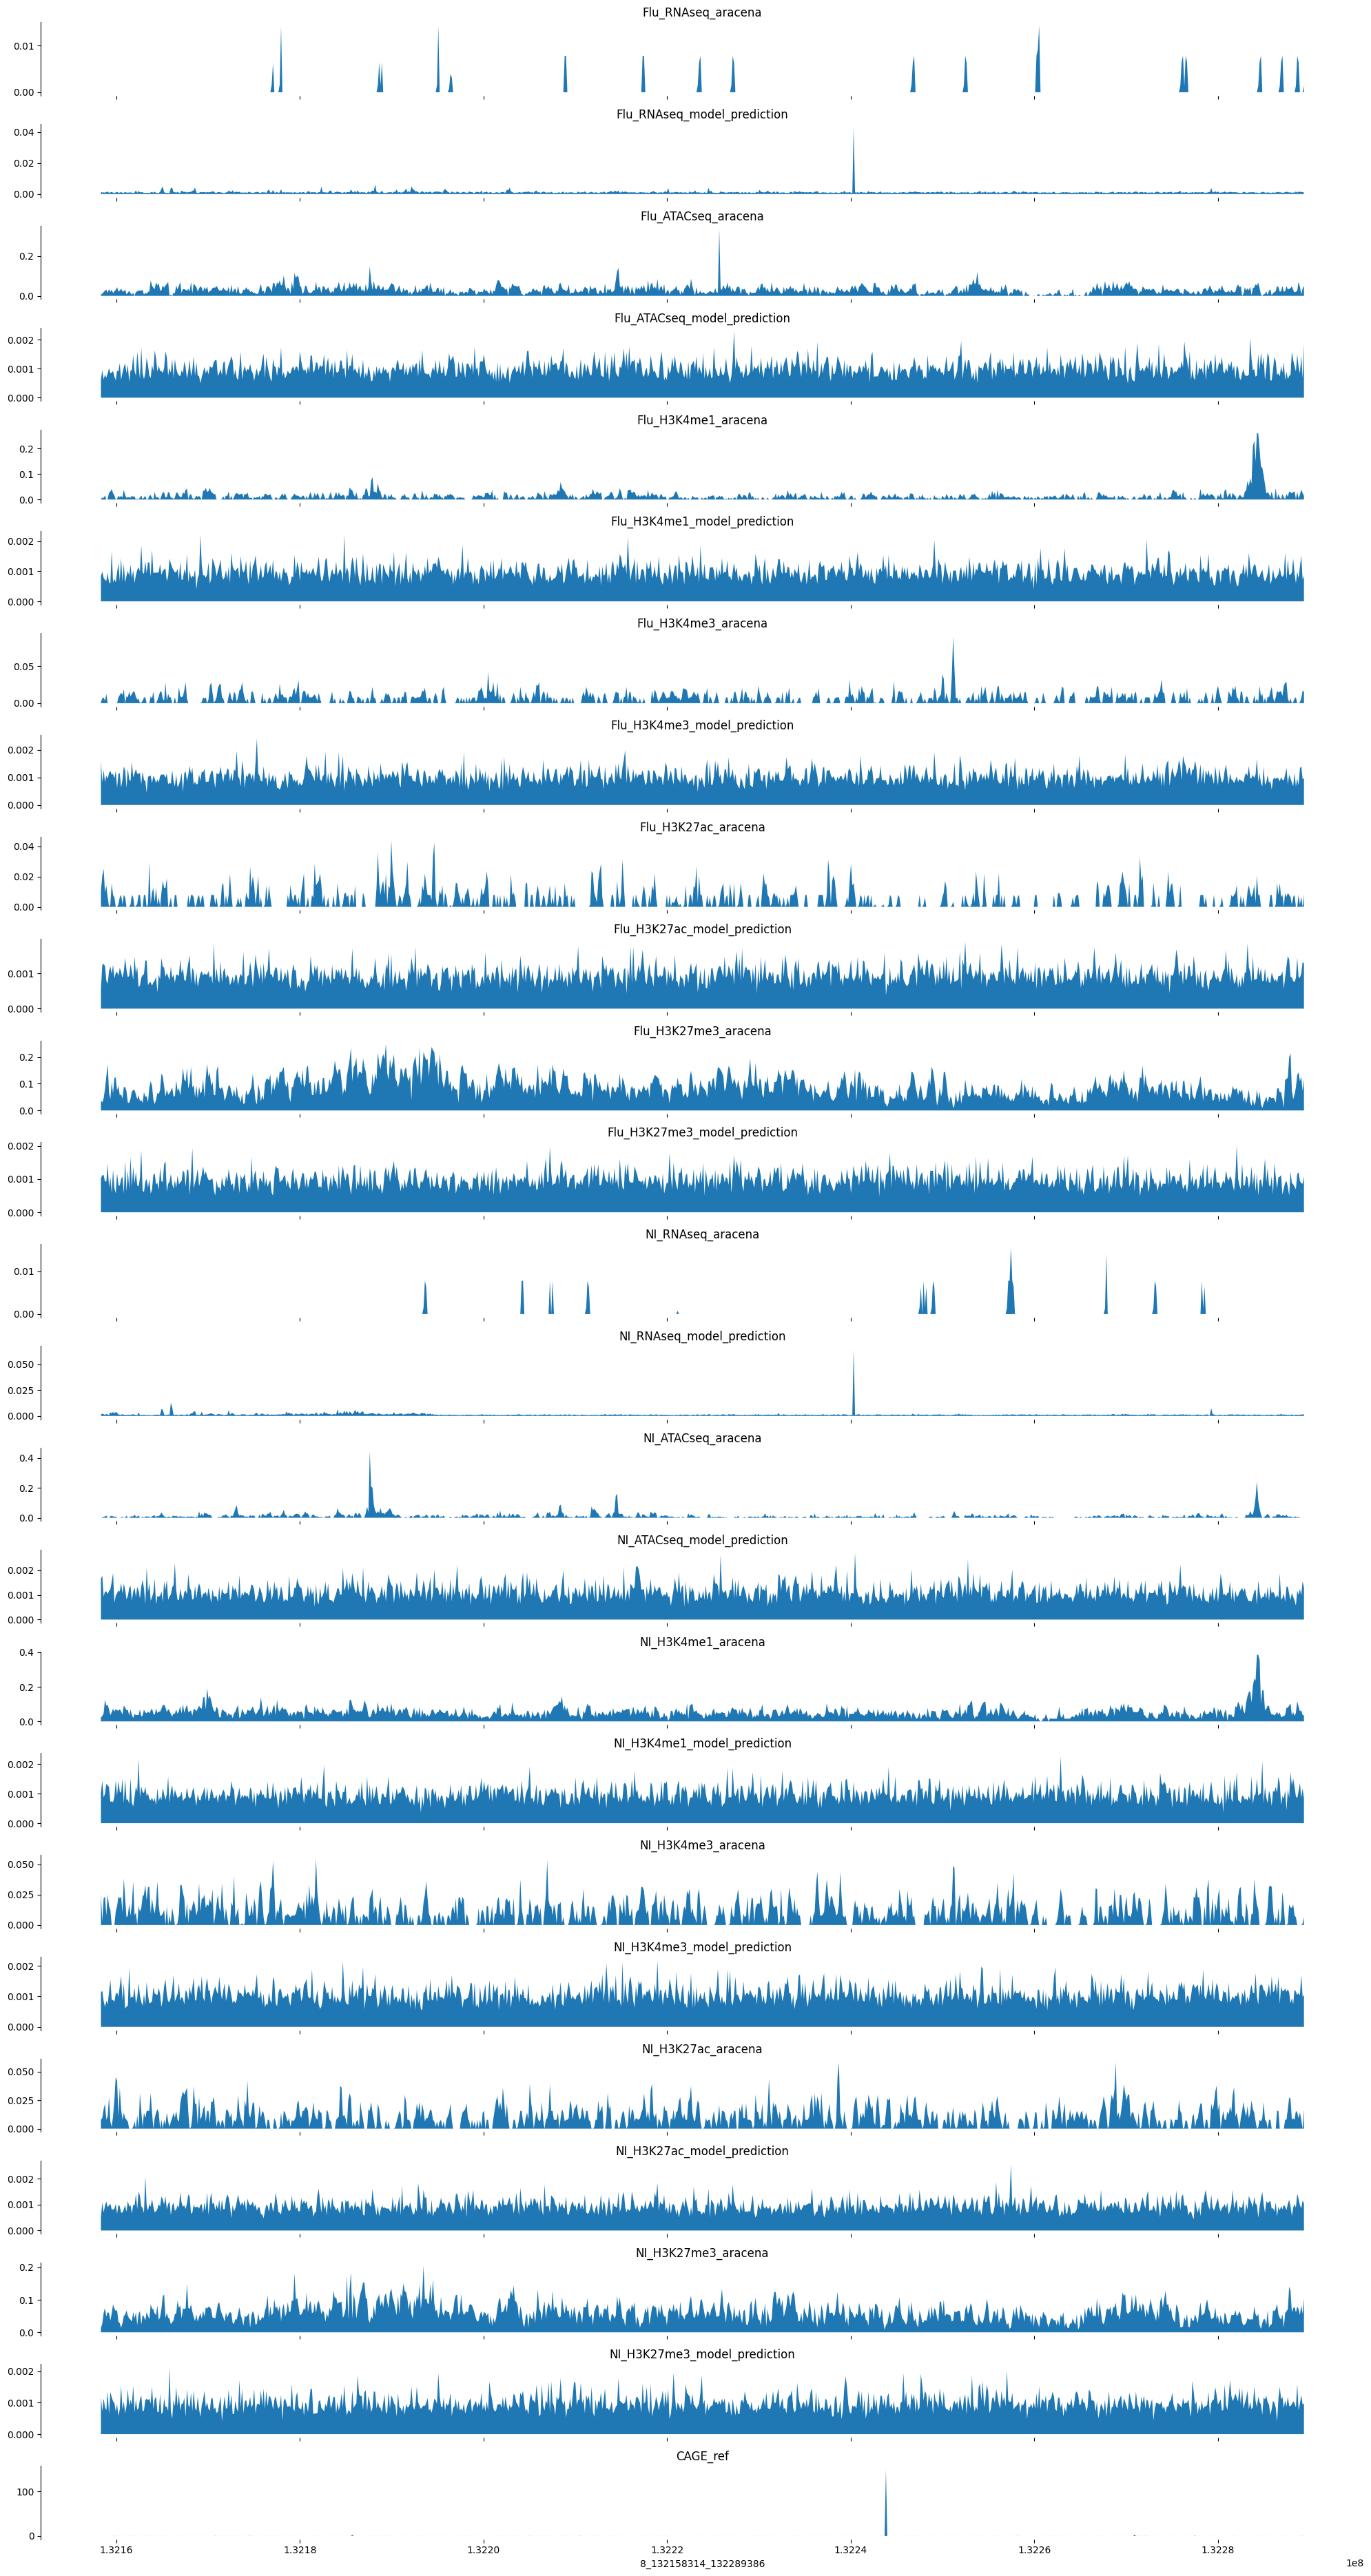 Flu_RNAseq_aracena
0.01
0.00
Flu_RNAseq_model_prediction
0.04
0.02
0.00
Flu_ATACseq_aracena
0.2
0.0
Flu_ATACseq_model_prediction
0.002
0.001
0.000
Flu_H3K4me1_aracena
0.2
0.1
0.0
Flu_H3K4me1_model_prediction
0.002
0.001
0.000
Flu_H3K4me3_aracena
0.05
0.00
Flu_H3K4me3_model_prediction
0.002
0.001
0.000
Flu_H3K27ac_aracena
0.04
0.02
0.00
Flu_H3K27ac_model_prediction
0.001
0.000
Flu_H3K27me3_aracena
0.2
0.1
0.0
Flu_H3K27me3_model_prediction
0.002
0.001
0.000
NI_RNAseq_aracena
0.01
0.00
NI_RNAseq_model_prediction
0.050
0.025
0.000
NI_ATACseq_aracena
0.4
0.2
0.0
NI_ATACseq_model_prediction
0.002
0.001
0.000
NI_H3K4me1_aracena
0.4
0.2
0.0
NI_H3K4me1_model_prediction
0.002
0.001
0.000
NI_H3K4me3_aracena
0.050
0.025
0.000
NI_H3K4me3_model_prediction
0.002
0.001
0.000
NI_H3K27ac_aracena
0.050
0.025
0.000
NI_H3K27ac_model_prediction
0.002
0.001
0.000
NI_H3K27me3_aracena
0.2
0.1
0.0
NI_H3K27me3_model_prediction
0.002
0.001
0.000
CAGE_ref
100
0
1.3216 1.3218 1.3220 1.3222 1.3224 1.3226 1.3228
8_132158314_132289386
1e8